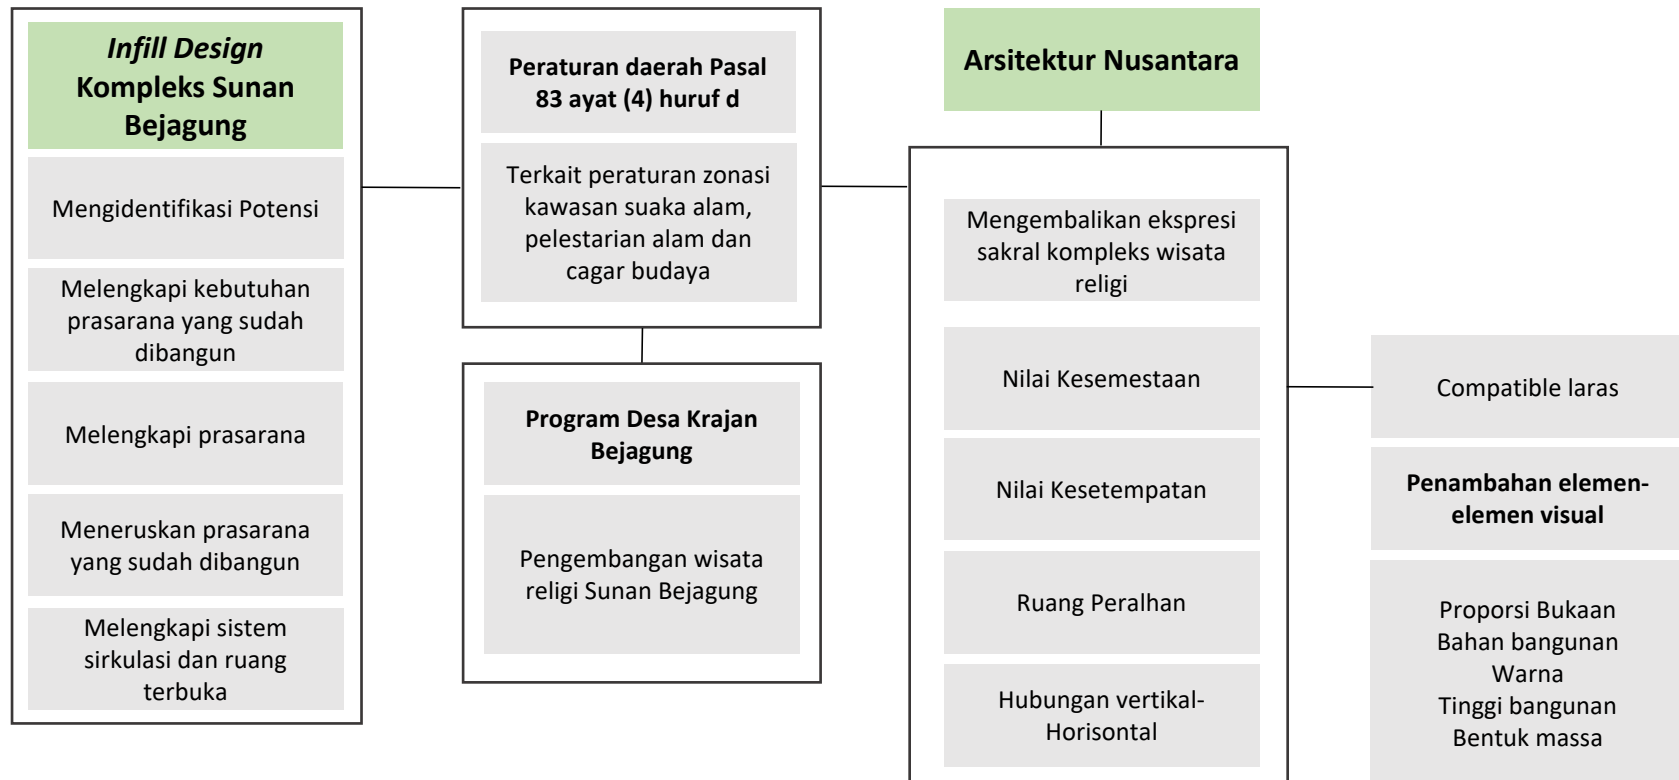 Infill Design
Kompleks Sunan
Bejagung
Mengidentifikasi Potensi
Melengkapi kebutuhan
prasarana yang sudah
dibangun
Melengkapi prasarana
Meneruskan prasarana
yang sudah dibangun
Melengkapi sistem
sirkulasi dan ruang
terbuka
Peraturan daerah Pasal
83 ayat (4) huruf d
Terkait peraturan zonasi
kawasan suaka alam,
pelestarian alam dan
cagar budaya
Program Desa Krajan
Bejagung
Pengembangan wisata
religi Sunan Bejagung
Arsitektur Nusantara
Mengembalikan ekspresi
sakral kompleks wisata
religi
Nilai Kesemestaan
Nilai Kesetempatan
Ruang Peralhan
Hubungan vertikal-
Horisontal
Compatible laras
Penambahan elemen-
elemen visual
Proporsi Bukaan
Bahan bangunan
Warna
Tinggi bangunan
Bentuk massa